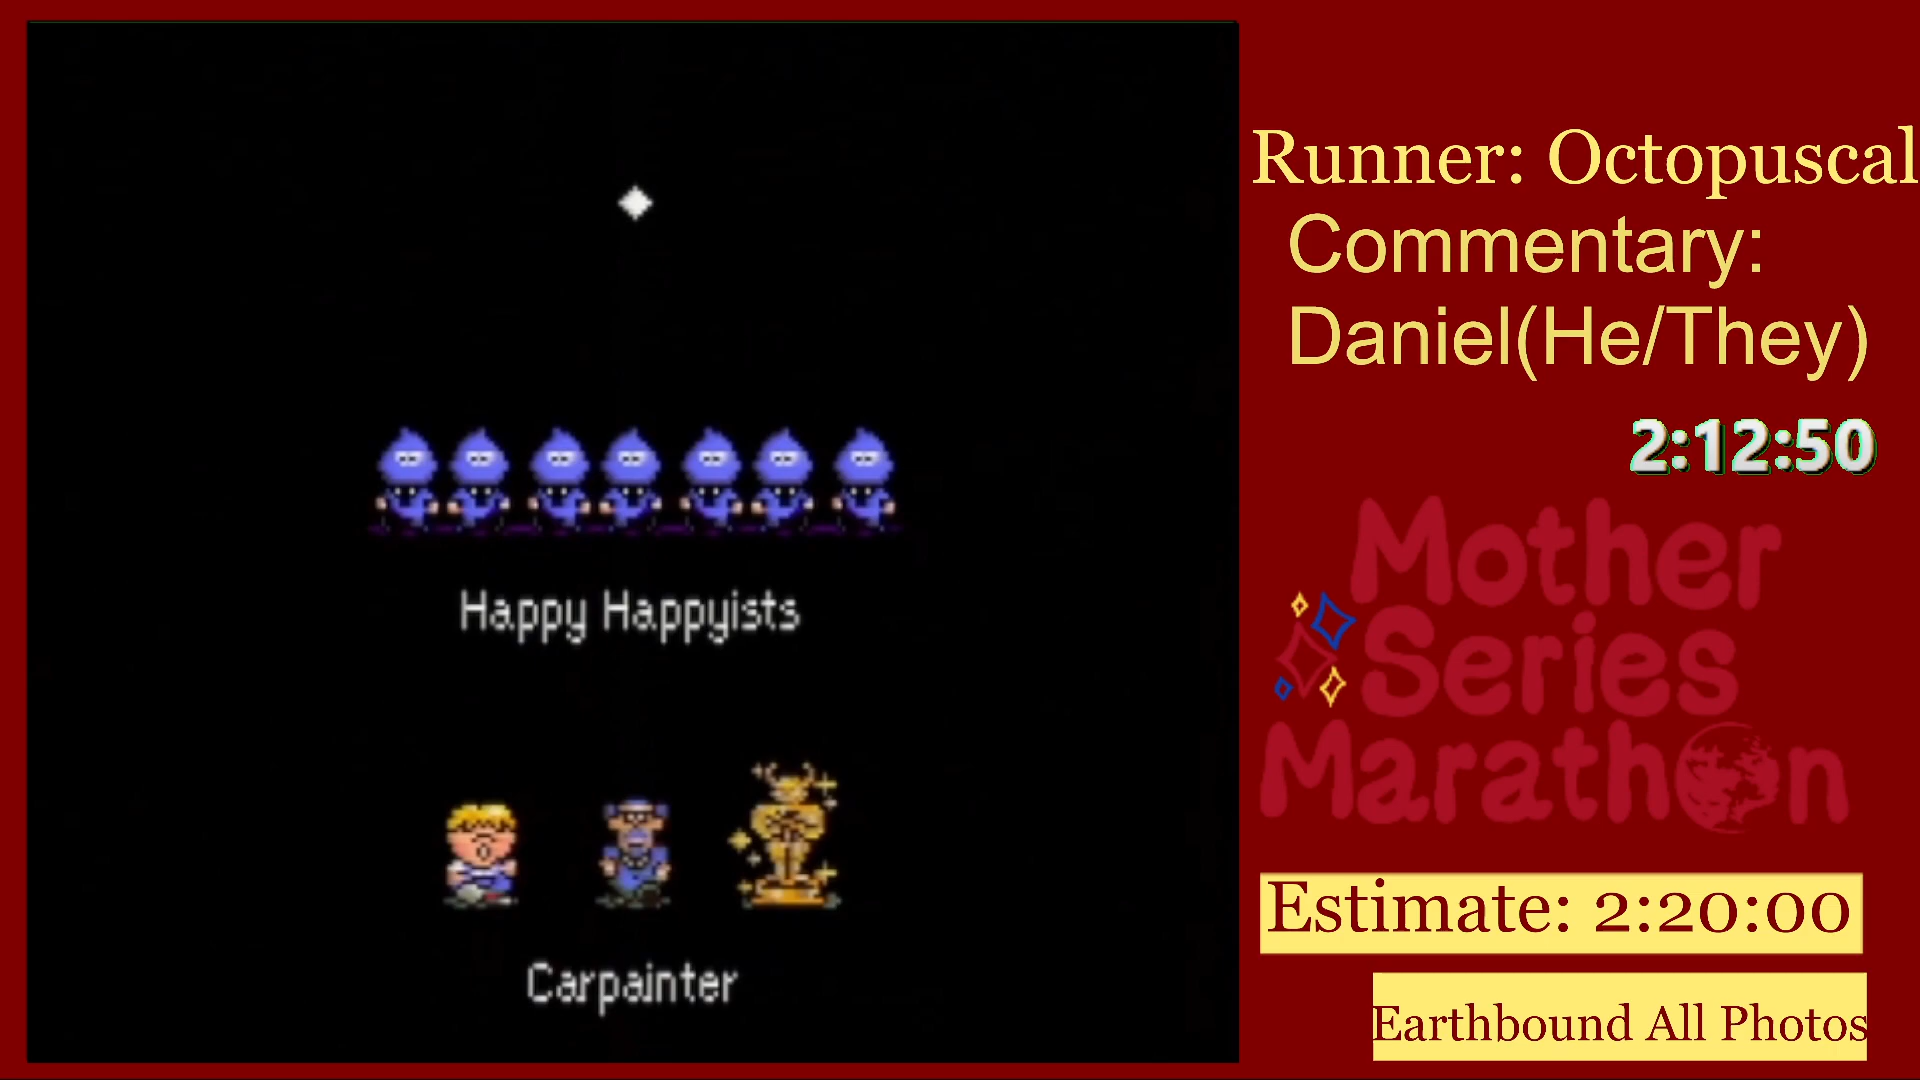 Happy Happyists
Carpainter
Runner: Octopuscal
Commentary:
Daniel(He/They)
2:12:50
Mother
Series
Marathon
Estimate: 2:20:00
Earthbound All Photos